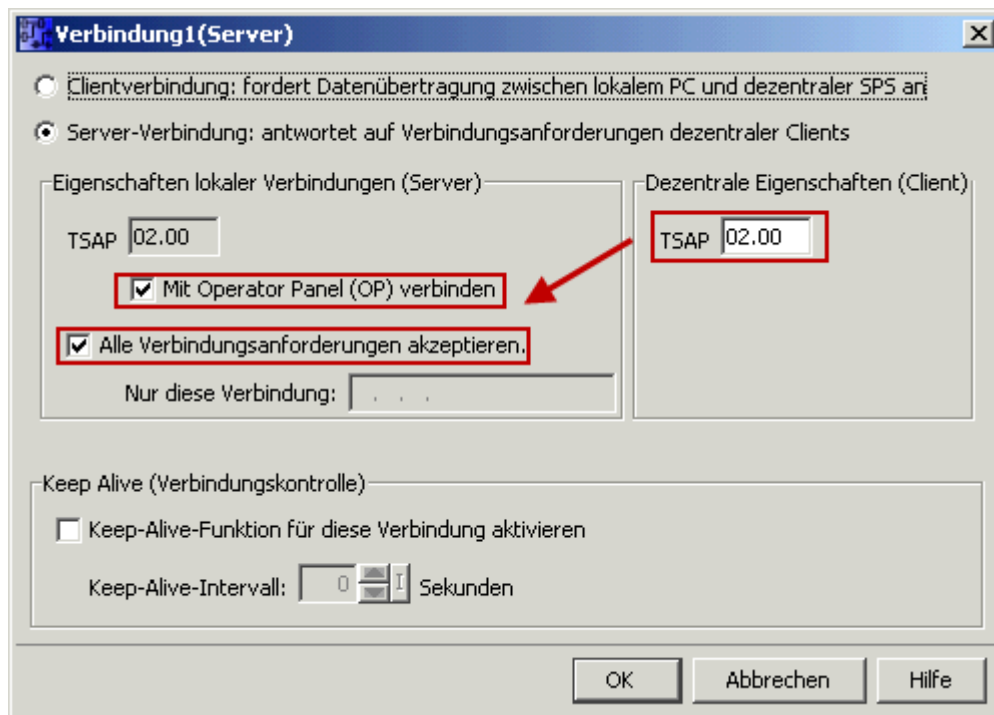 Verbindung1(Server)
Clientverbindung: fordert Datenübertragung zwischen lokalem PC und dezentraler SPS an
Server-Verbindung: antwortet auf Verbindungsanforderungen dezentraler Clients
Eigenschaften lokaler Verbindungen (Server)
TSAP 02.00
Mit Operator Panel (OP) verbinden
Alle Verbindungsanforderungen akzeptieren.
Nur diese Verbindung: . . .
Dezentrale Eigenschaften (Client)
TSAP 02.00
Keep Alive (Verbindungskontrolle)
Keep-Alive-Funktion für diese Verbindung aktivieren
Keep-Alive-Intervall: 0 Sekunden
OK Abbrechen Hilfe